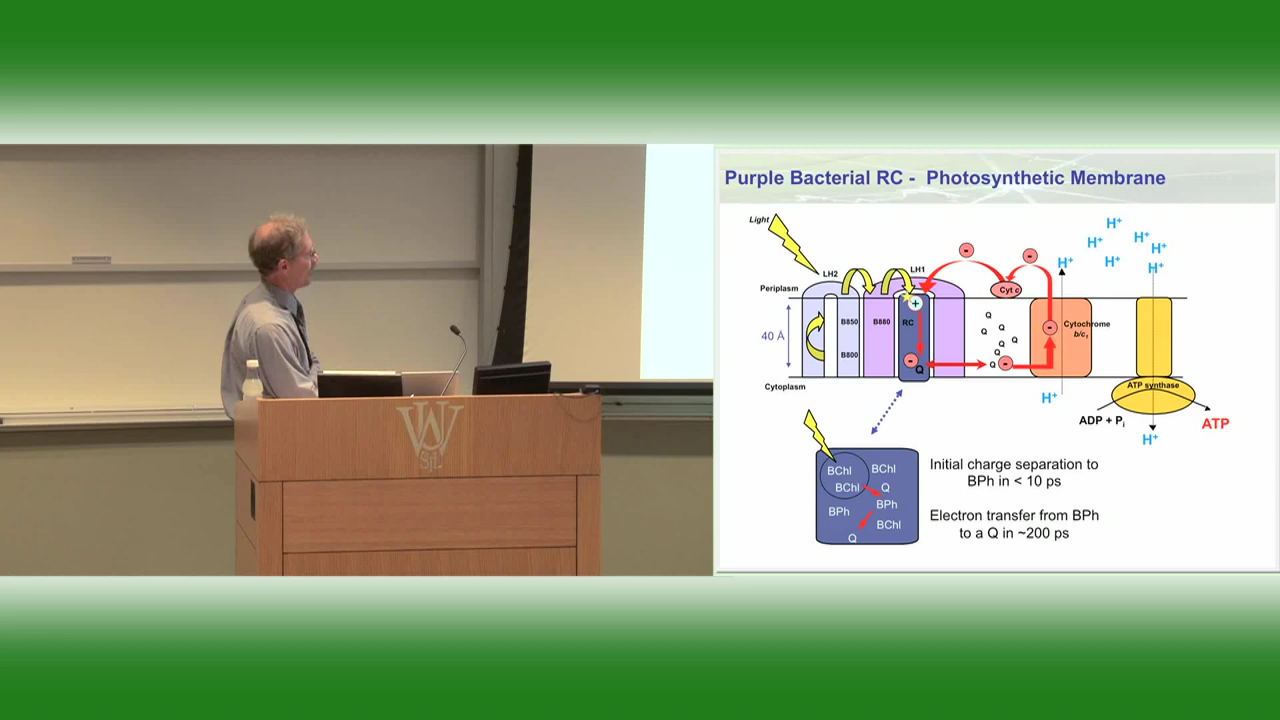 Purple Bacterial RC - Photosynthetic Membrane
Light
LH2
LH1
H⁺
H⁺
H⁺
H⁺
H⁺
H⁺
H⁺
Periplasm
Cyt c
+
-
-
40 Å
B850
B880
RC
B800
Q
Q
Q
Q
Q
Q
Q
Q
-
-
-
Cytochrome
b/c₁
Cytoplasm
H⁺
ATP synthase
ADP + Pᵢ
ATP
H⁺
W
SJL
BChl
BChl
BChl
Q
BPh
BPh
BChl
Q
Initial charge separation to
BPh in < 10 ps
Electron transfer from BPh
to a Q in ~200 ps